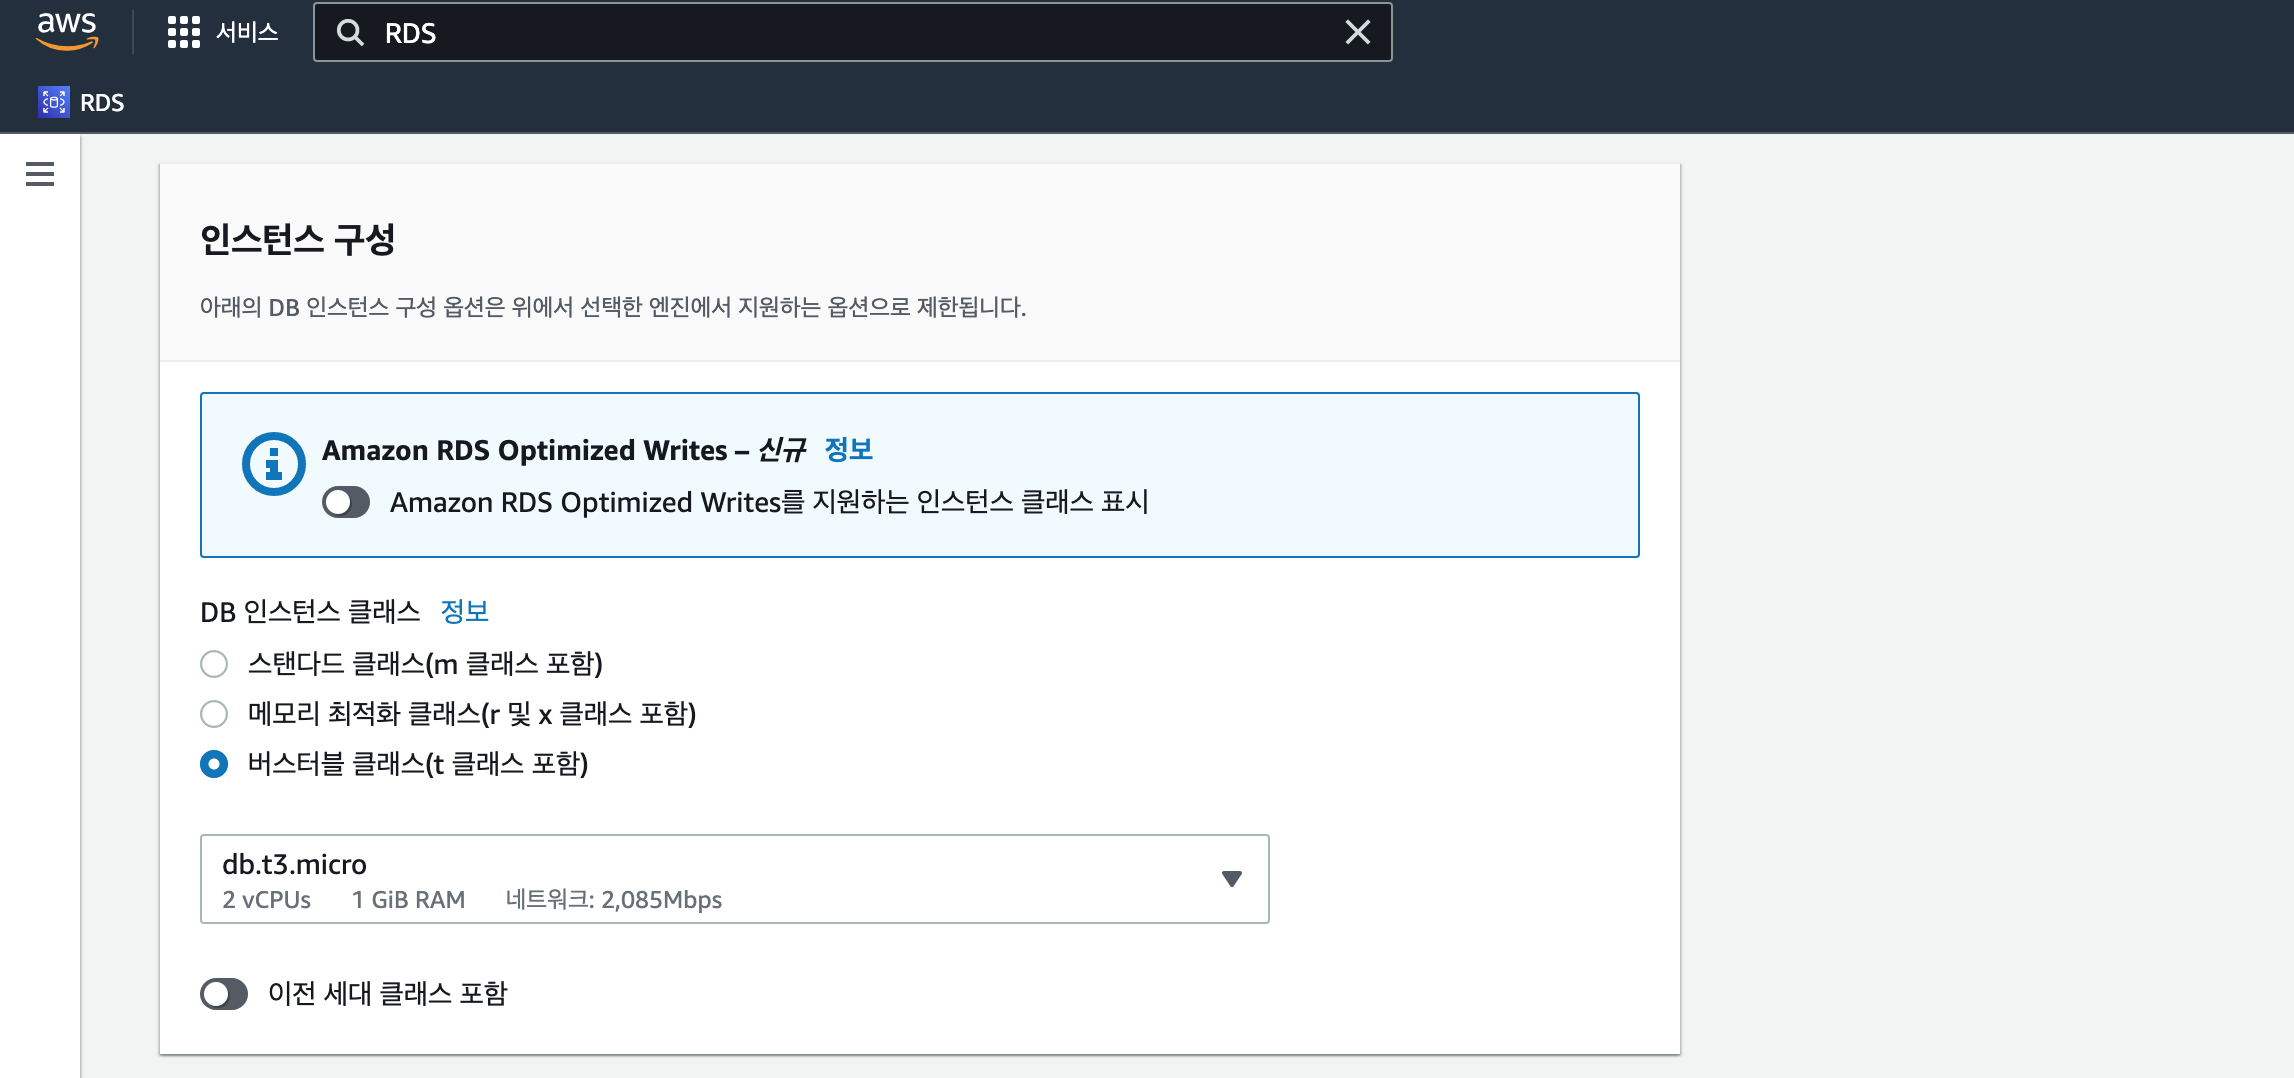 aws
서비스
RDS
RDS
인스턴스 구성
아래의 DB 인스턴스 구성 옵션은 위에서 선택한 엔진에서 지원하는 옵션으로 제한됩니다.
Amazon RDS Optimized Writes – 신규 정보
Amazon RDS Optimized Writes를 지원하는 인스턴스 클래스 표시
DB 인스턴스 클래스 정보
스탠다드 클래스(m 클래스 포함)
메모리 최적화 클래스(r 및 x 클래스 포함)
버스터블 클래스(t 클래스 포함)
db.t3.micro
2 vCPUs 1 GiB RAM 네트워크: 2,085Mbps
이전 세대 클래스 포함